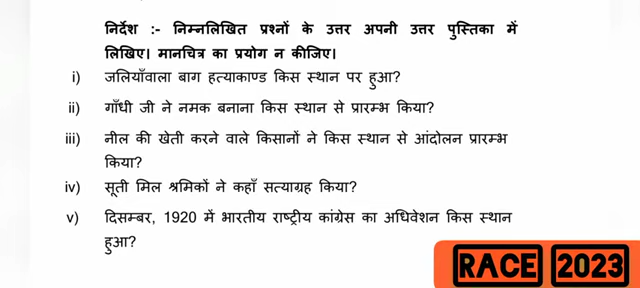 निर्देश :- निम्नलिखित प्रश्नों के उत्तर अपनी उत्तर पुस्तिका में
लिखिए। मानचित्र का प्रयोग न कीजिए।
i) जलियाँवाला बाग हत्याकाण्ड किस स्थान पर हुआ?
ii) गाँधी जी ने नमक बनाना किस स्थान से प्रारम्भ किया?
iii) नील की खेती करने वाले किसानों ने किस स्थान से आंदोलन प्रारम्भ
किया?
iv) सूती मिल श्रमिकों ने कहाँ सत्याग्रह किया?
v) दिसम्बर, 1920 में भारतीय राष्ट्रीय कांग्रेस का अधिवेशन किस स्थान
हुआ?
RACE 2023